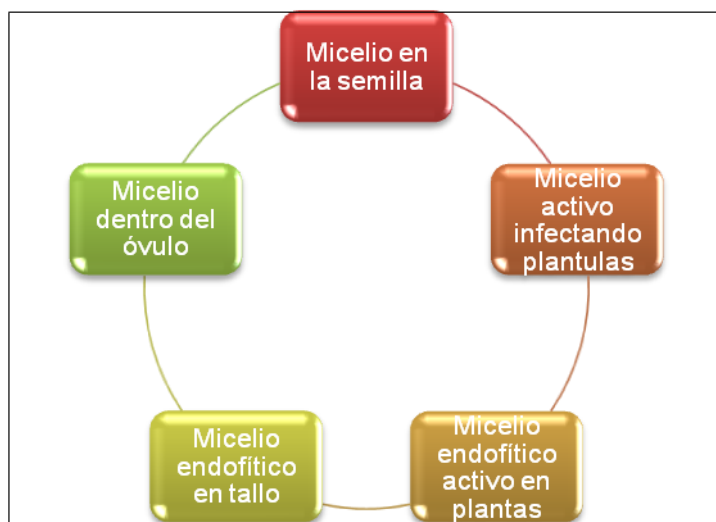 Micelio en
la semilla
Micelio
activo
infectando
plantulas
Micelio
endofítico
activo en
plantas
Micelio
endofítico
en tallo
Micelio
dentro del
óvulo